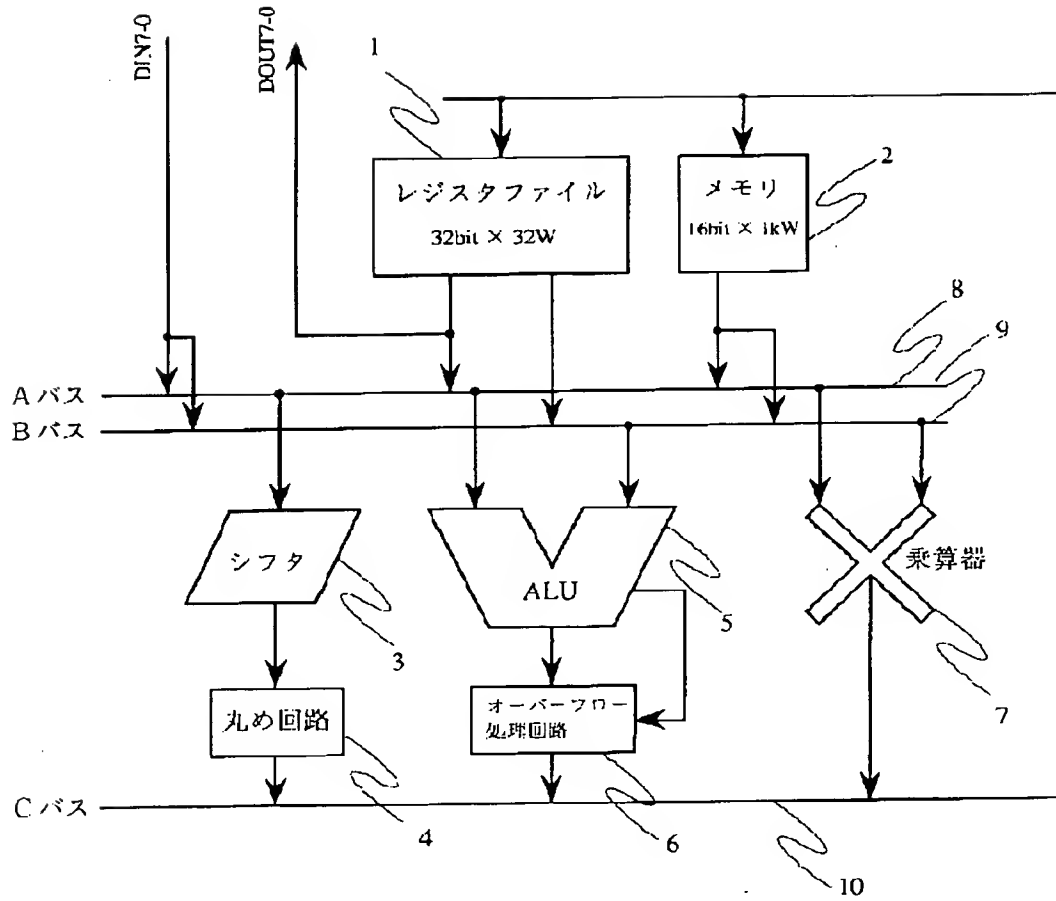 DIN7-0
DOUT7-0
1
レジスタファイル
32bit × 32W
メモリ
16bit × 1kW
2
8
9
Aバス
Bバス
シフタ
ALU
乗算器
3
5
7
丸め回路
オーバーフロー
処理回路
Cバス
4
6
10